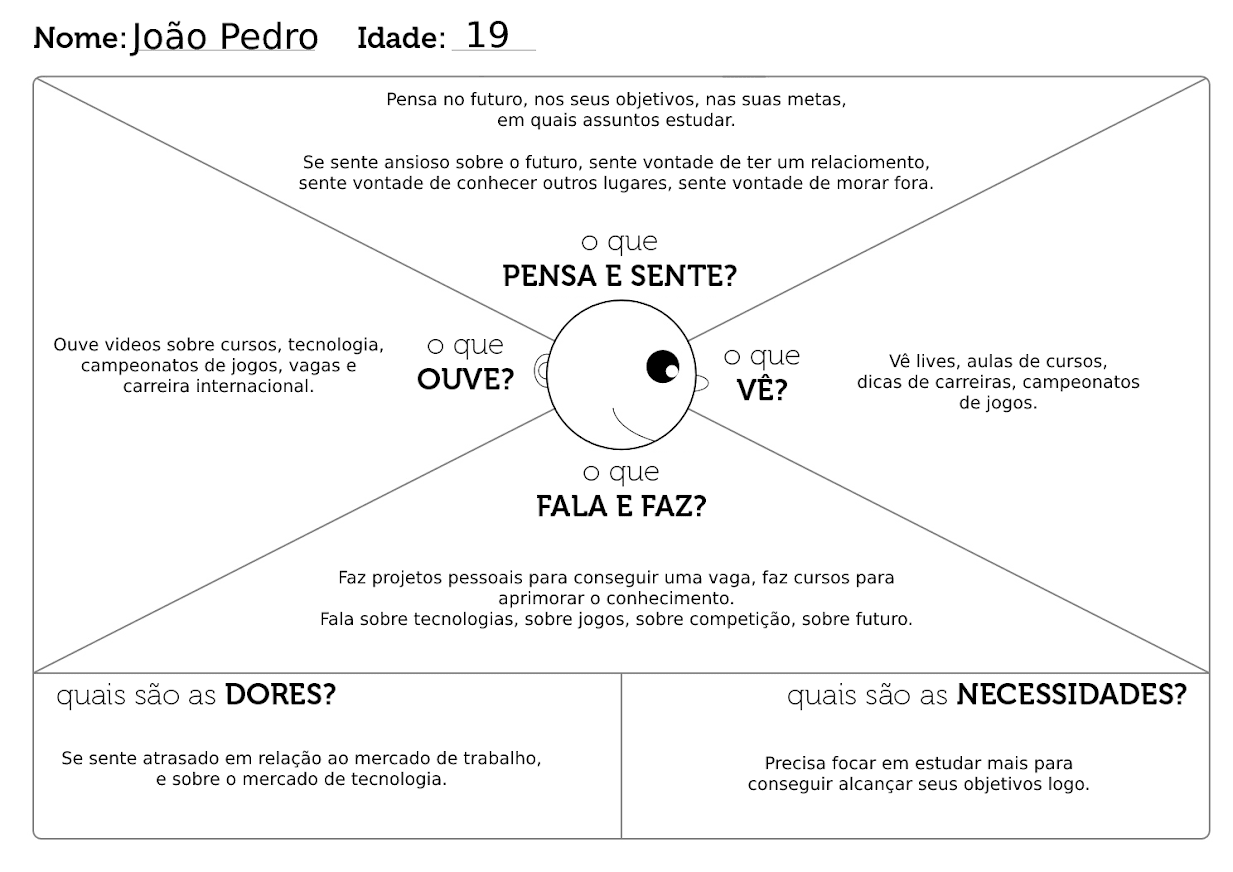 Nome: João Pedro Idade: 19
Pensa no futuro, nos seus objetivos, nas suas metas,
em quais assuntos estudar.
Se sente ansioso sobre o futuro, sente vontade de ter um relaciomento,
sente vontade de conhecer outros lugares, sente vontade de morar fora.
o que
PENSA E SENTE?
Ouve videos sobre cursos, tecnologia,
campeonatos de jogos, vagas e
carreira internacional.
o que
OUVE?
o que
VÊ?
Vê lives, aulas de cursos,
dicas de carreiras, campeonatos
de jogos.
o que
FALA E FAZ?
Faz projetos pessoais para conseguir uma vaga, faz cursos para
aprimorar o conhecimento.
Fala sobre tecnologias, sobre jogos, sobre competição, sobre futuro.
quais são as DORES?
Se sente atrasado em relação ao mercado de trabalho,
e sobre o mercado de tecnologia.
quais são as NECESSIDADES?
Precisa focar em estudar mais para
conseguir alcançar seus objetivos logo.